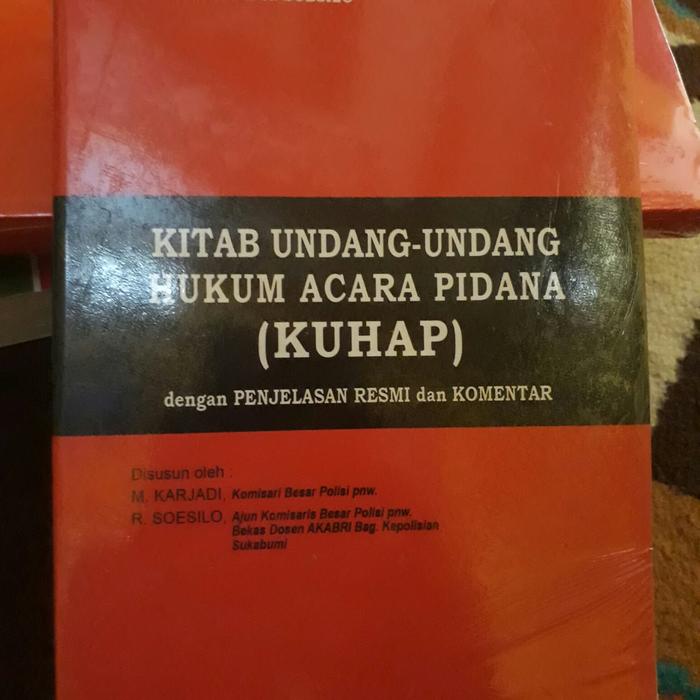 KITAB UNDANG-UNDANG
HUKUM ACARA PIDANA
(KUHAP)
dengan PENJELASAN RESMI dan KOMENTAR
Disusun oleh :
M. KARJADI, Komisari Besar Polisi pnw.
R. SOESILO, Ajun Komisaris Besar Polisi pnw.
Bekas Dosen AKABRI Bag. Kepolisian
Sukabumi